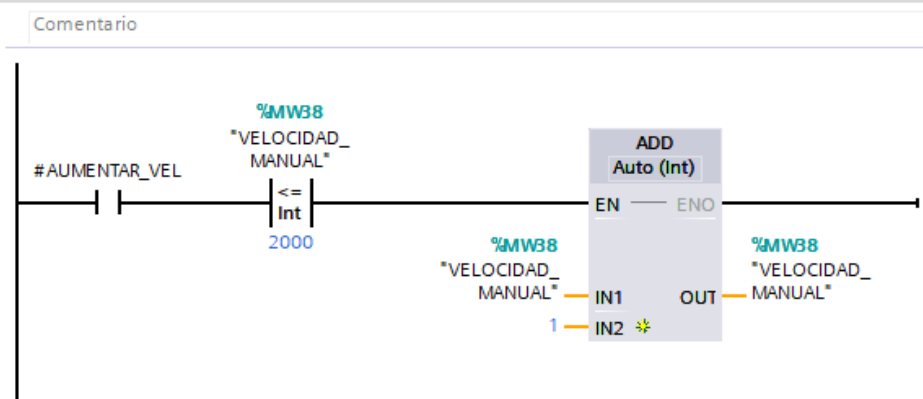 Comentario
%MW38
"VELOCIDAD_
MANUAL"
#AUMENTAR_VEL
<=
Int
2000
ADD
Auto (Int)
EN
ENO
%MW38
"VELOCIDAD_
MANUAL"
IN1
1
IN2
OUT
%MW38
"VELOCIDAD_
MANUAL"